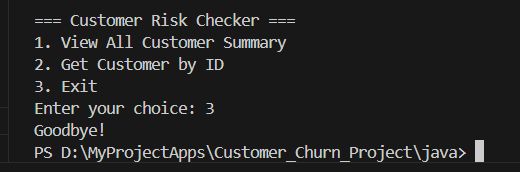 === Customer Risk Checker ===
1. View All Customer Summary
2. Get Customer by ID
3. Exit
Enter your choice: 3
Goodbye!
PS D:\MyProjectApps\Customer_Churn_Project\java>